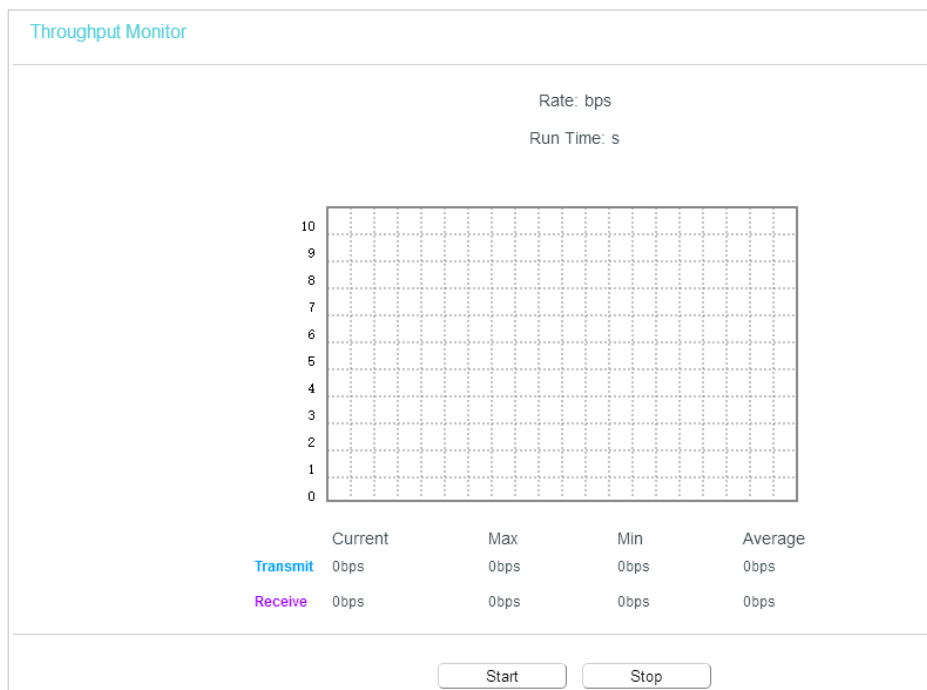 Throughput Monitor
Rate: bps
Run Time: s
10
9
8
7
6
5
4
3
2
1
0
Current Max Min Average
Transmit 0bps 0bps 0bps 0bps
Receive 0bps 0bps 0bps 0bps
Start Stop